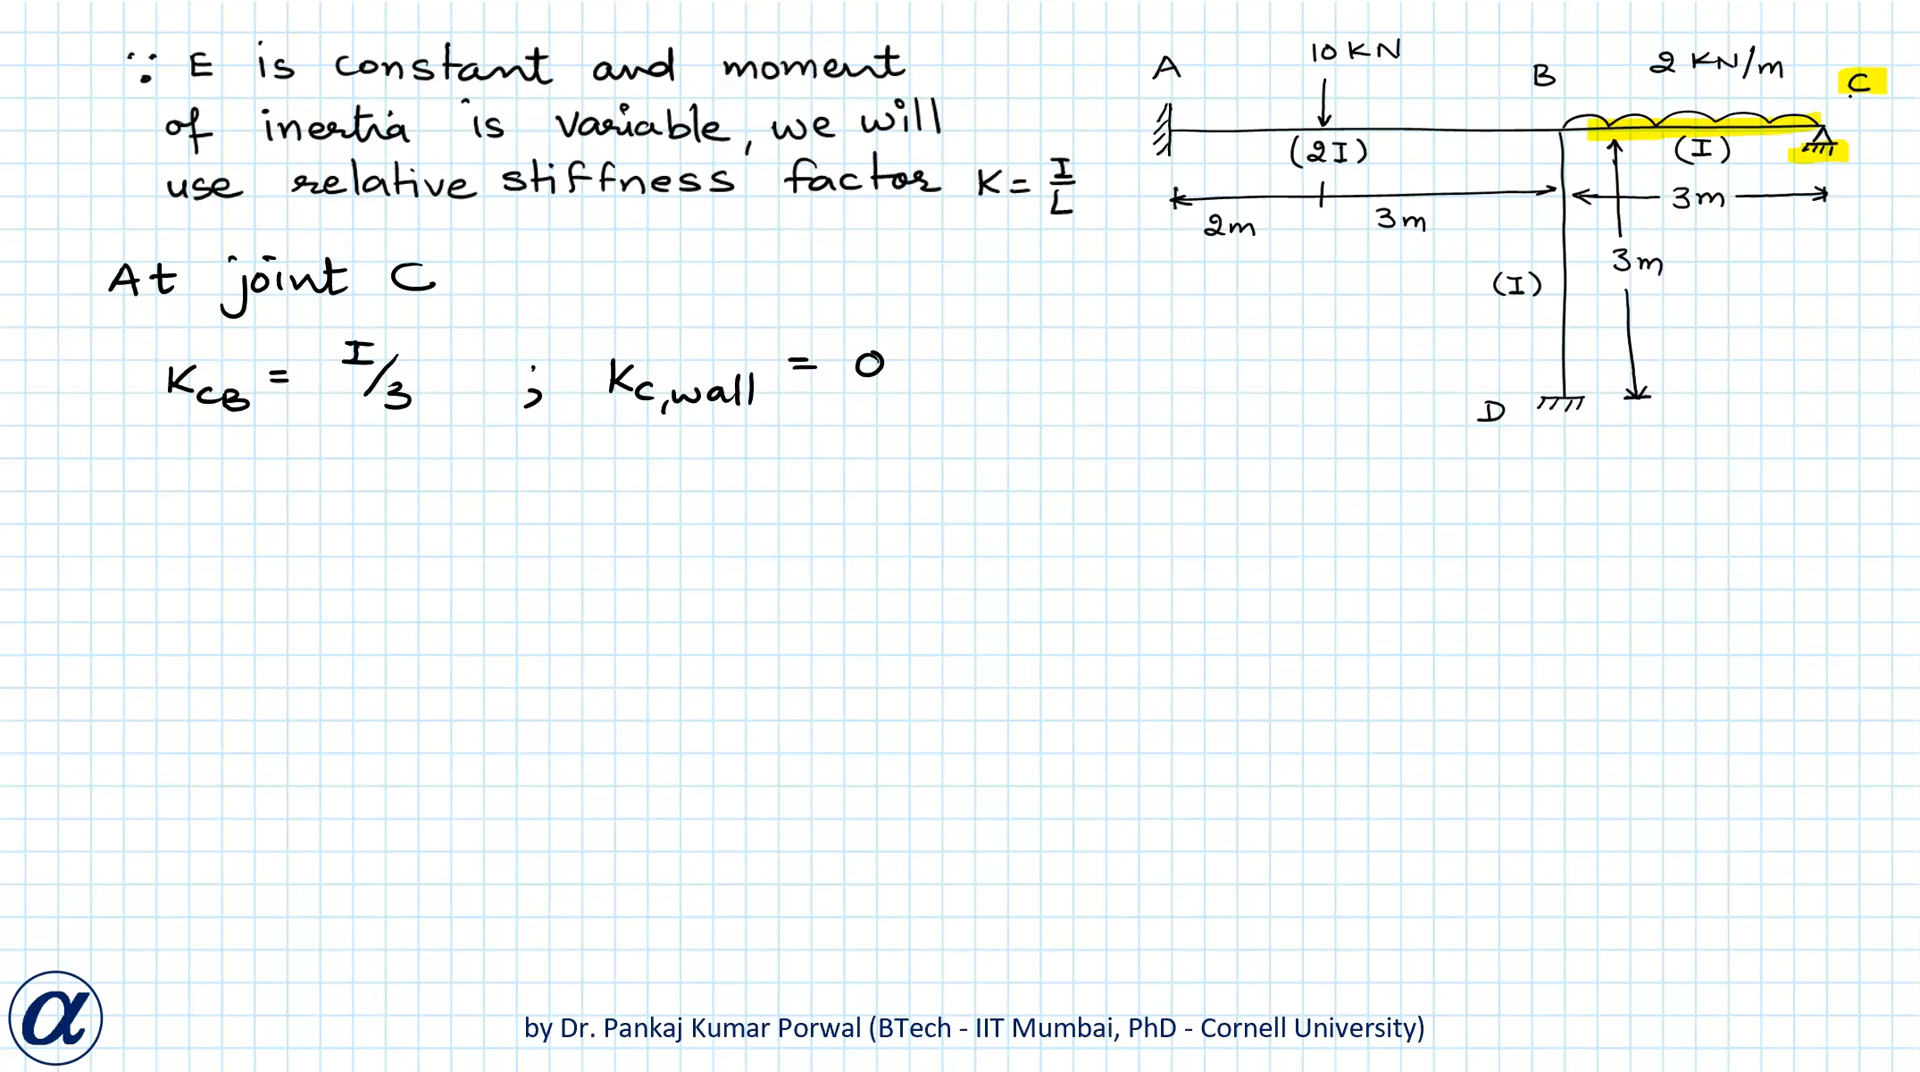 ∵ E is constant and moment
of inertia is variable, we will
use relative stiffness factor K = I/L
At joint C
K_CB = I/3 ; K_C,wall = 0
A 10 KN B 2 KN/m C
(2I) (I)
2m 3m 3m
(I) 3m
D
α
by Dr. Pankaj Kumar Porwal (BTech - IIT Mumbai, PhD - Cornell University)